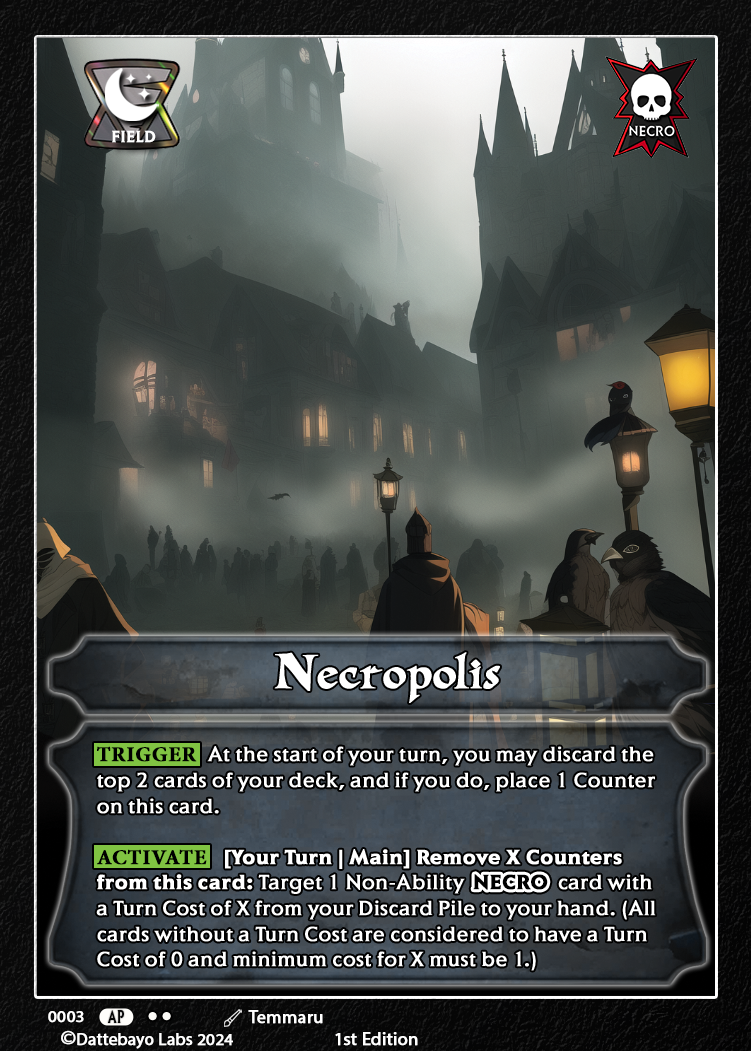 FIELD
NECRO
Necropolis
TRIGGER At the start of your turn, you may discard the
top 2 cards of your deck, and if you do, place 1 Counter
on this card.
ACTIVATE [Your Turn | Main] Remove X Counters
from this card: Target 1 Non-Ability NECRO card with
a Turn Cost of X from your Discard Pile to your hand. (All
cards without a Turn Cost are considered to have a Turn
Cost of 0 and minimum cost for X must be 1.)
0003 AP •• Temmaru
©Dattebayo Labs 2024 1st Edition